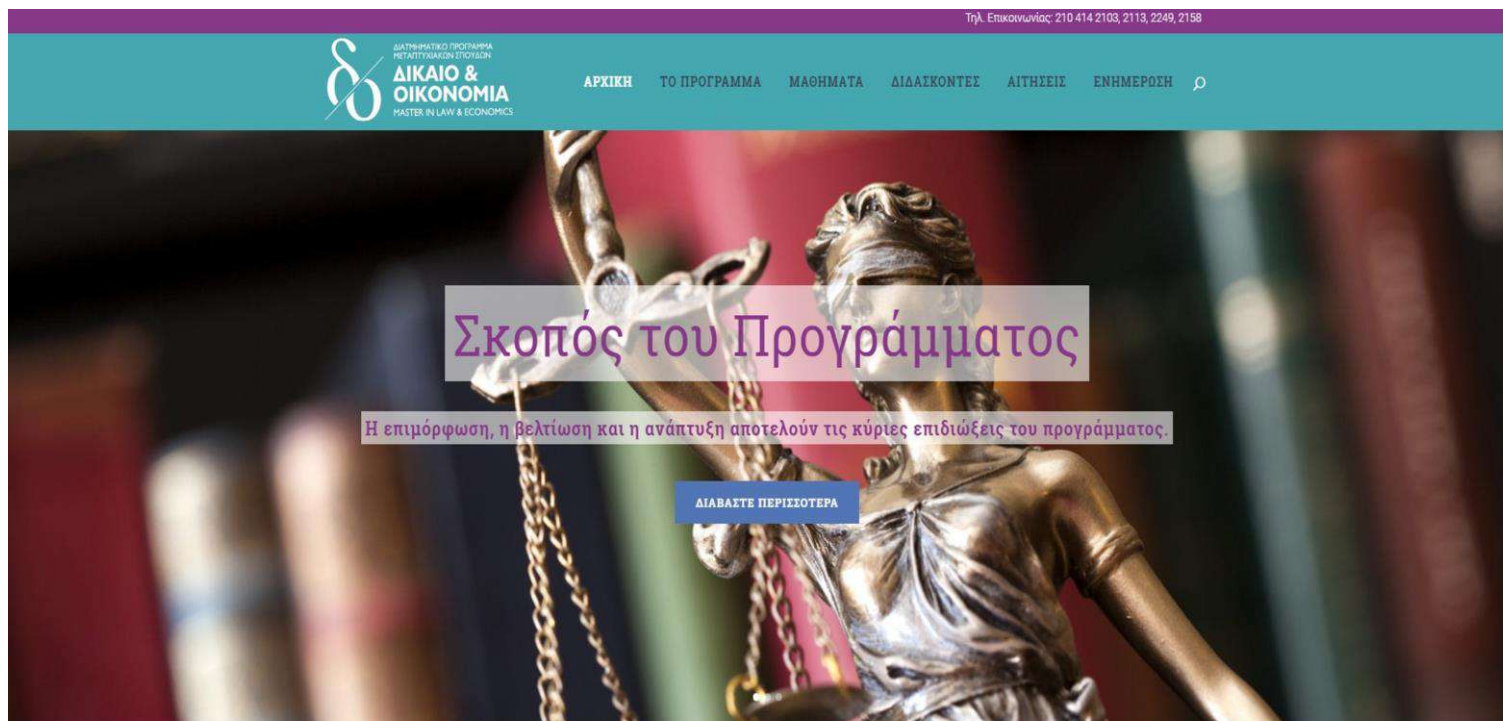 Τηλ. Επικοινωνίας: 210 414 2103, 2113, 2249, 2158
ΔΙΑΤΜΗΜΑΤΙΚΟ ΠΡΟΓΡΑΜΜΑ
ΜΕΤΑΠΤΥΧΙΑΚΩΝ ΣΠΟΥΔΩΝ
ΔΙΚΑΙΟ &
ΟΙΚΟΝΟΜΙΑ
MASTER IN LAW & ECONOMICS
ΑΡΧΙΚΗ ΤΟ ΠΡΟΓΡΑΜΜΑ ΜΑΘΗΜΑΤΑ ΔΙΔΑΣΚΟΝΤΕΣ ΑΙΤΗΣΕΙΣ ΕΝΗΜΕΡΩΣΗ
Σκοπός του Προγράμματος
Η επιμόρφωση, η βελτίωση και η ανάπτυξη αποτελούν τις κύριες επιδιώξεις του προγράμματος.
ΔΙΑΒΑΣΤΕ ΠΕΡΙΣΣΟΤΕΡΑ